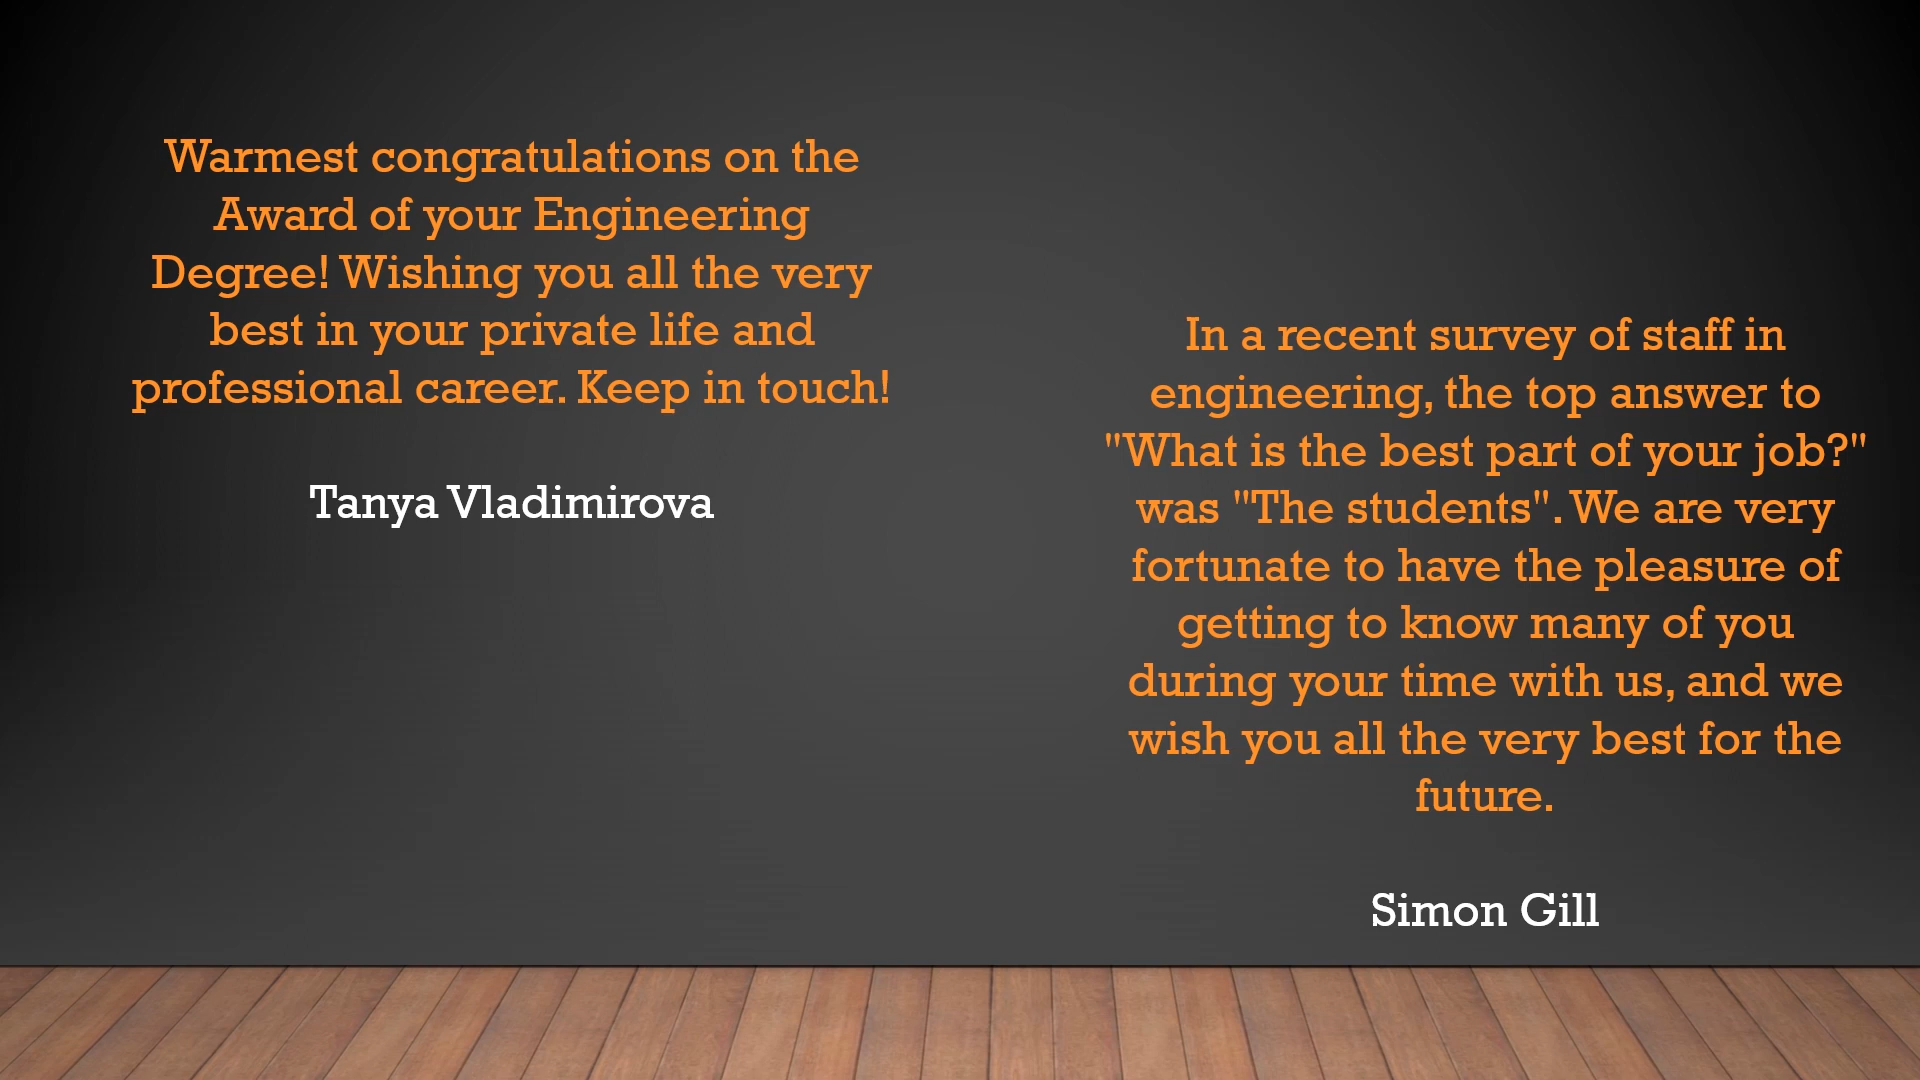 Warmest congratulations on the
Award of your Engineering
Degree! Wishing you all the very
best in your private life and
professional career. Keep in touch!
Tanya Vladimirova
In a recent survey of staff in
engineering, the top answer to
"What is the best part of your job?"
was "The students". We are very
fortunate to have the pleasure of
getting to know many of you
during your time with us, and we
wish you all the very best for the
future.
Simon Gill